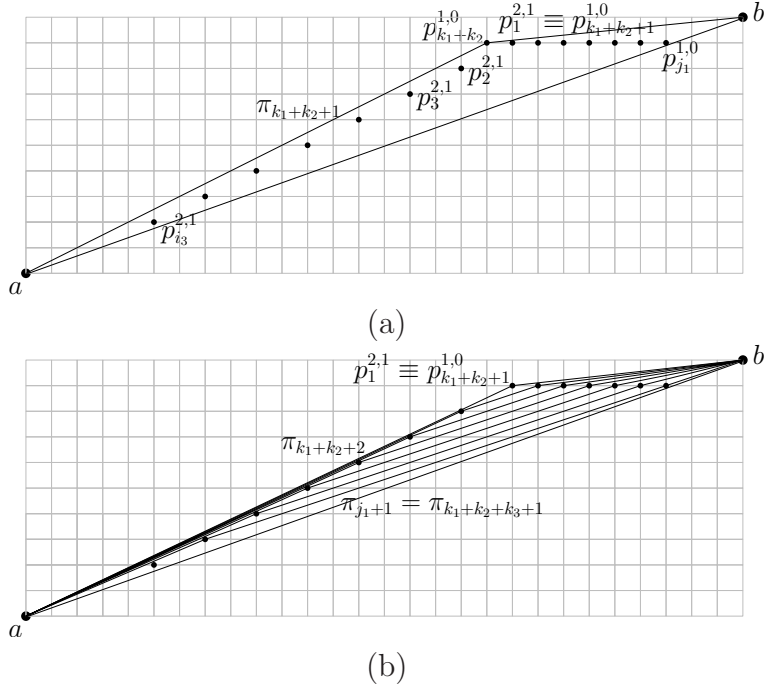 b
p^{1,0}_{k_1+k_2} p^{2,1}_1 ≡ p^{1,0}_{k_1+k_2+1}
p^{1,0}_{j_1}
p^{2,1}_2
p^{2,1}_3
π_{k_1+k_2+1}
p^{2,1}_{i_3}
a
(a)
b
p^{2,1}_1 ≡ p^{1,0}_{k_1+k_2+1}
π_{k_1+k_2+2}
π_{j_1+1} = π_{k_1+k_2+k_3+1}
a
(b)